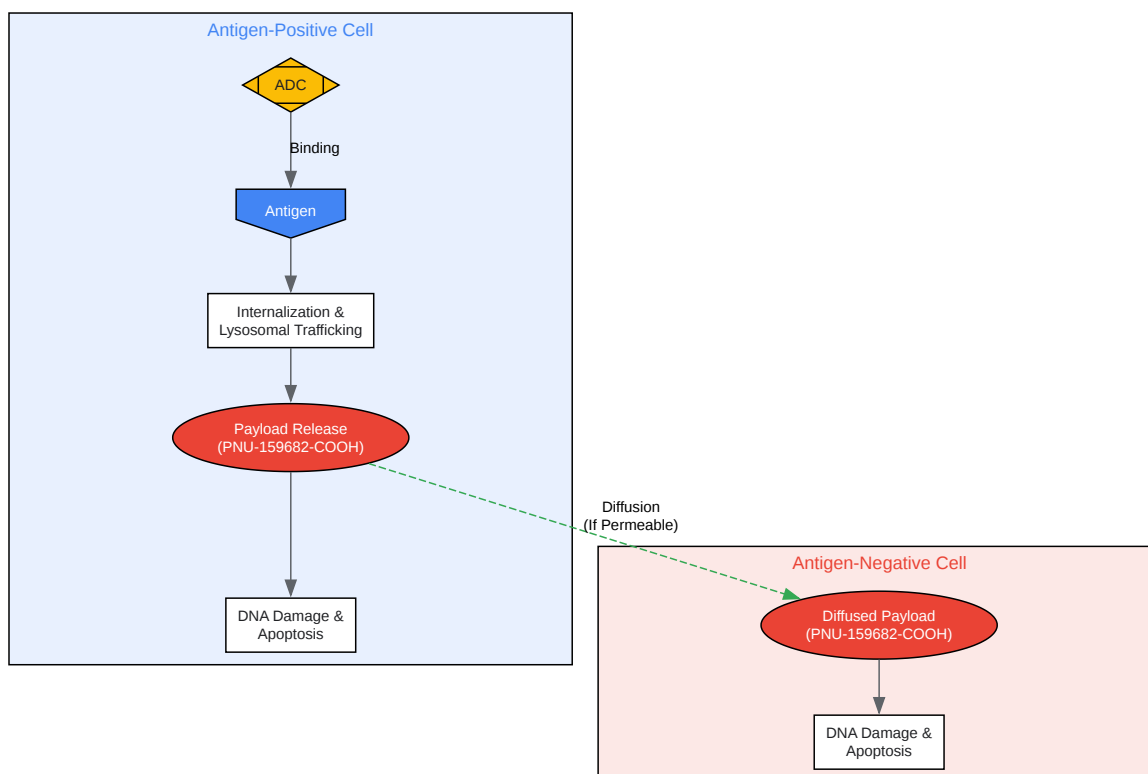 Antigen-Positive Cell
ADC
Binding
Antigen
Internalization &
Lysosomal Trafficking
Payload Release
(PNU-159682-COOH)
Diffusion
(If Permeable)
DNA Damage &
Apoptosis
Antigen-Negative Cell
Diffused Payload
(PNU-159682-COOH)
DNA Damage &
Apoptosis